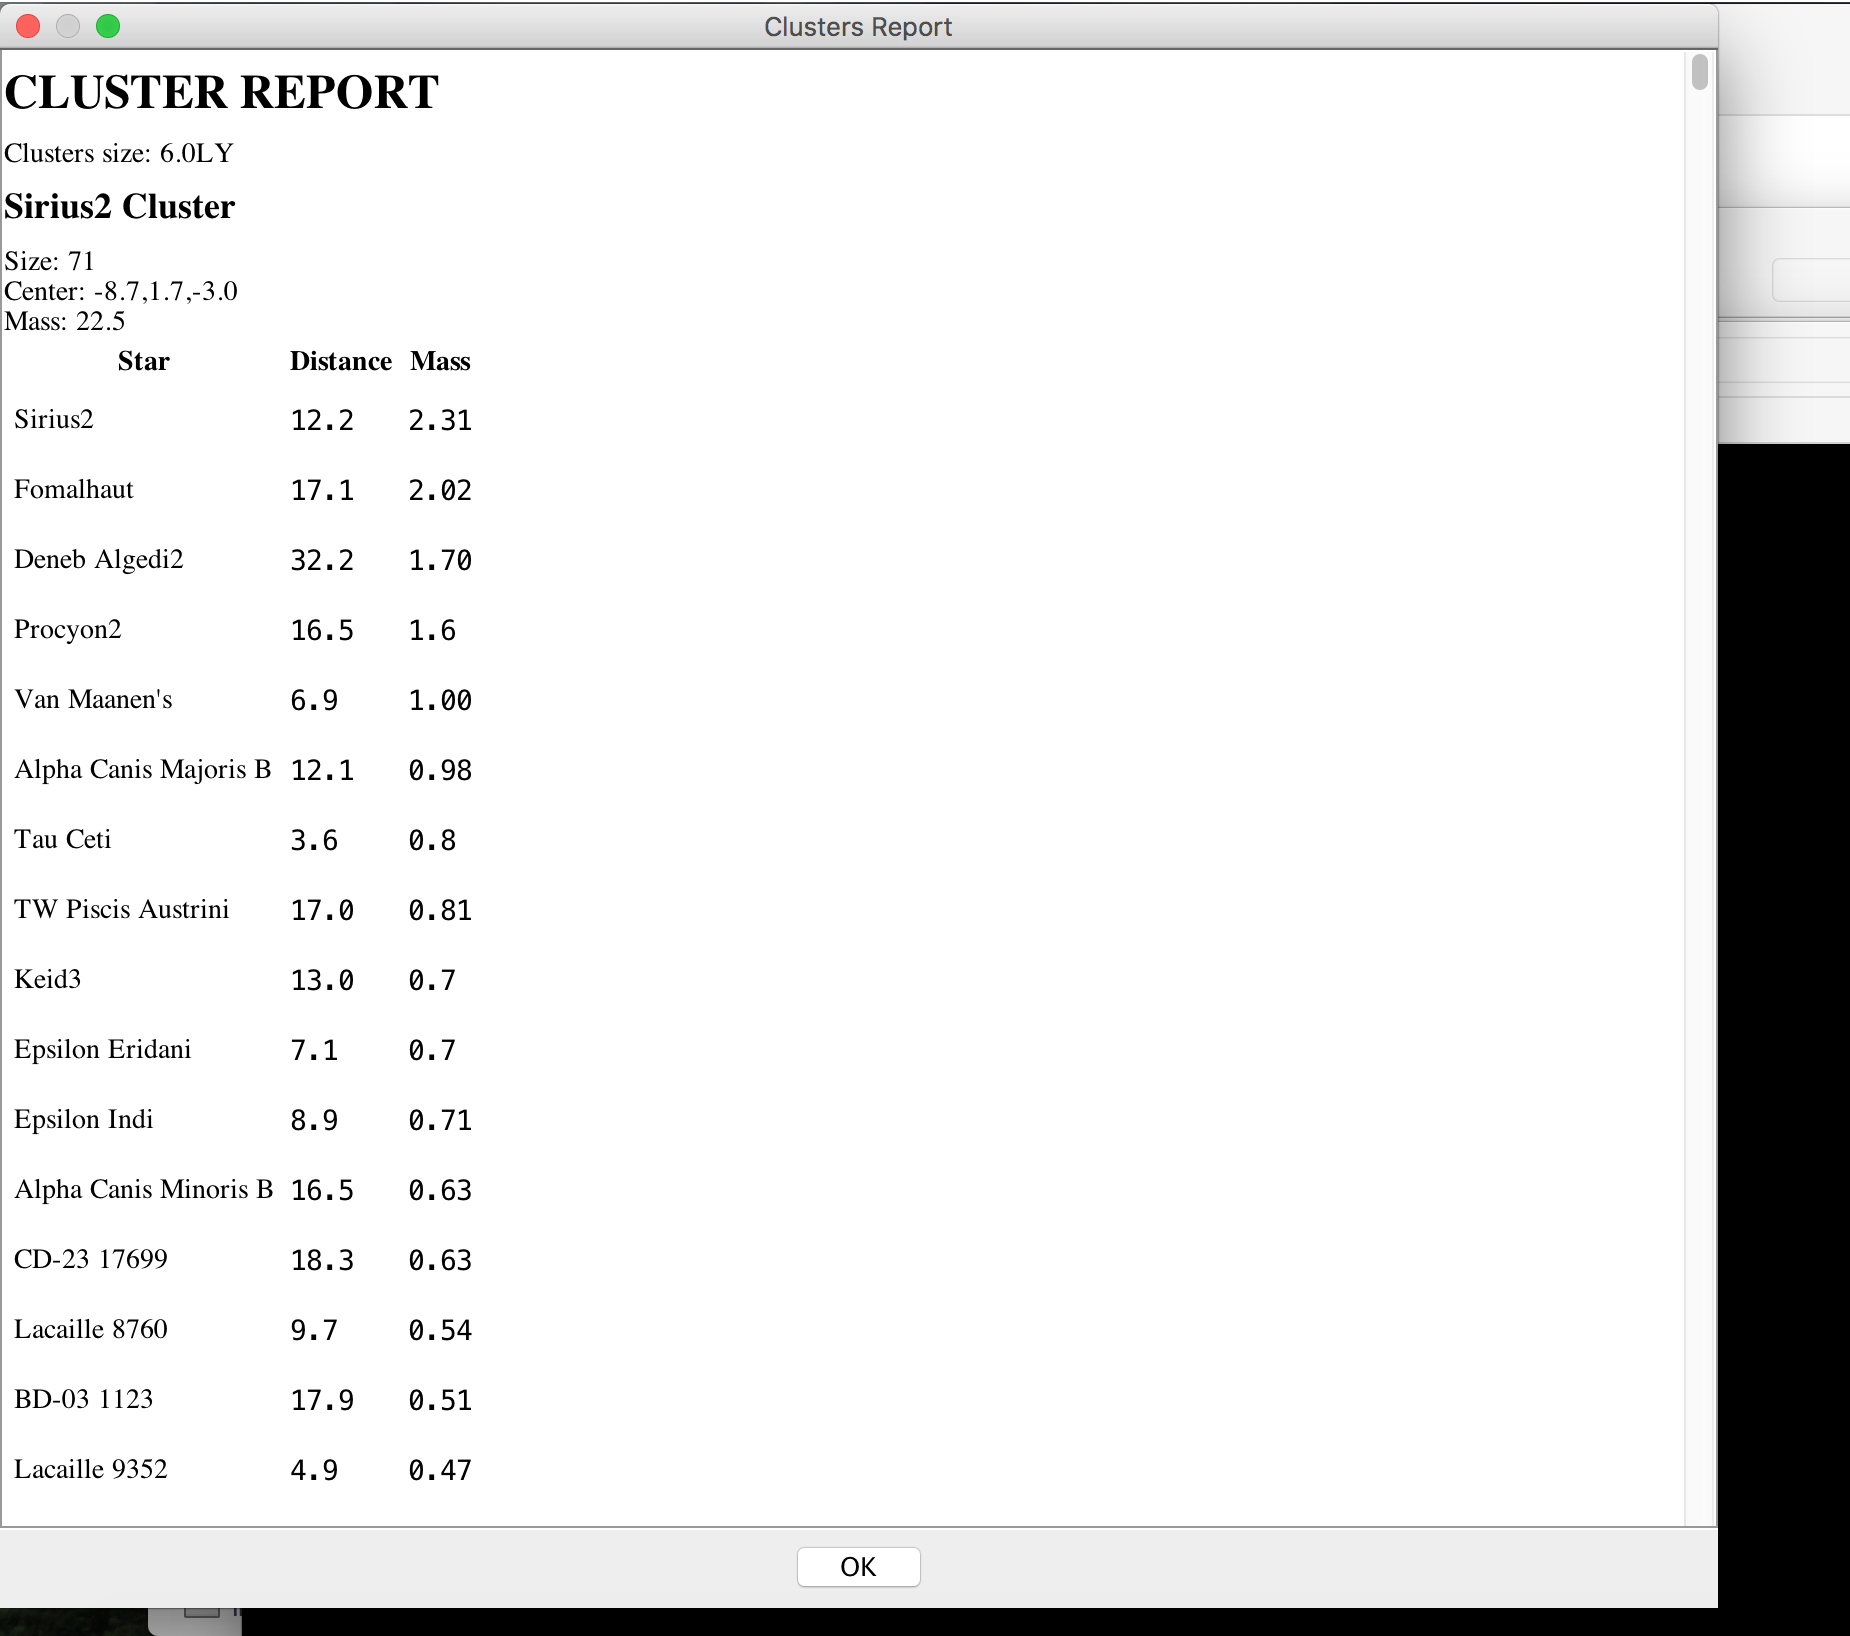 Clusters Report
CLUSTER REPORT
Clusters size: 6.0LY
Sirius2 Cluster
Size: 71
Center: -8.7,1.7,-3.0
Mass: 22.5
Star Distance Mass
Sirius2 12.2 2.31
Fomalhaut 17.1 2.02
Deneb Algedi2 32.2 1.70
Procyon2 16.5 1.6
Van Maanen's 6.9 1.00
Alpha Canis Majoris B 12.1 0.98
Tau Ceti 3.6 0.8
TW Piscis Austrini 17.0 0.81
Keid3 13.0 0.7
Epsilon Eridani 7.1 0.7
Epsilon Indi 8.9 0.71
Alpha Canis Minoris B 16.5 0.63
CD-23 17699 18.3 0.63
Lacaille 8760 9.7 0.54
BD-03 1123 17.9 0.51
Lacaille 9352 4.9 0.47
OK